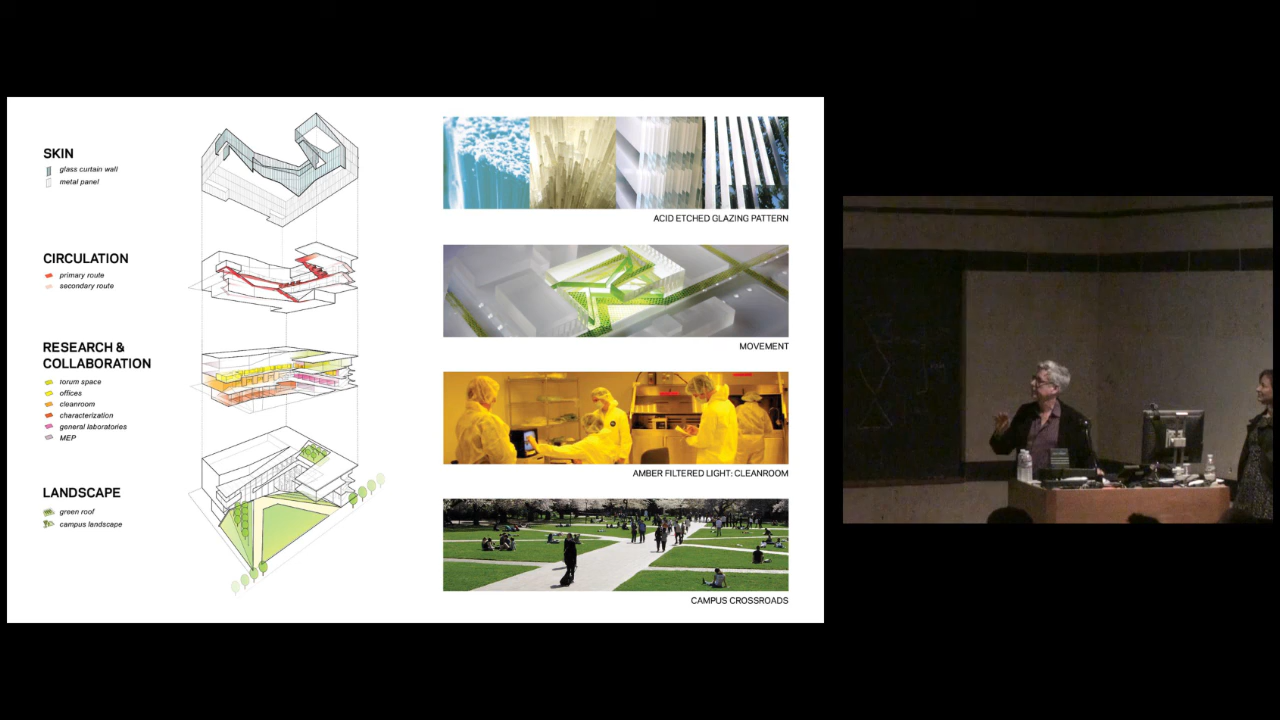 SKIN
glass curtain wall
metal panel
CIRCULATION
primary route
secondary route
RESEARCH &
COLLABORATION
forum space
offices
cleanroom
characterization
general laboratories
MEP
LANDSCAPE
green roof
campus landscape
ACID ETCHED GLAZING PATTERN
MOVEMENT
AMBER FILTERED LIGHT: CLEANROOM
CAMPUS CROSSROADS